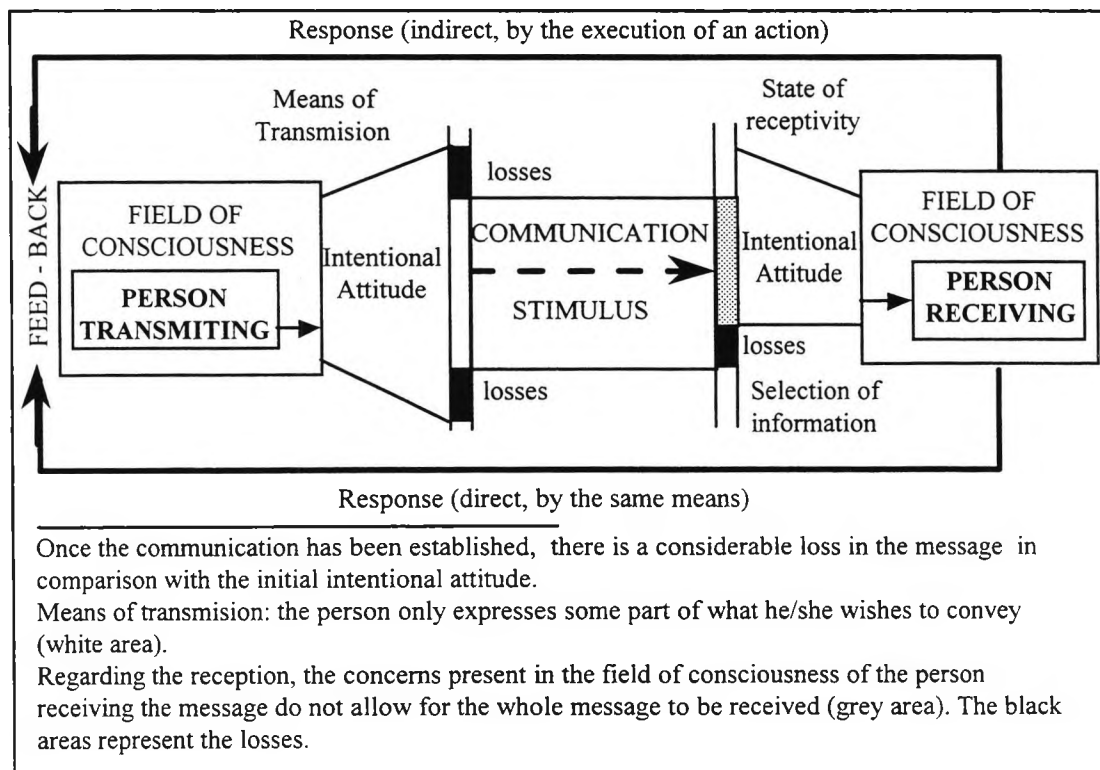 Response (indirect, by the execution of an action)
Means of
Transmision
State of
receptivity
losses
FEED - BACK
FIELD OF
CONSCIOUSNESS
PERSON
TRANSMITING
Intentional
Attitude
COMMUNICATION
STIMULUS
Intentional
Attitude
FIELD OF
CONSCIOUSNESS
PERSON
RECEIVING
losses
losses
Selection of
information
Response (direct, by the same means)
Once the communication has been established, there is a considerable loss in the message in
comparison with the initial intentional attitude.
Means of transmision: the person only expresses some part of what he/she wishes to convey
(white area).
Regarding the reception, the concerns present in the field of consciousness of the person
receiving the message do not allow for the whole message to be received (grey area). The black
areas represent the losses.